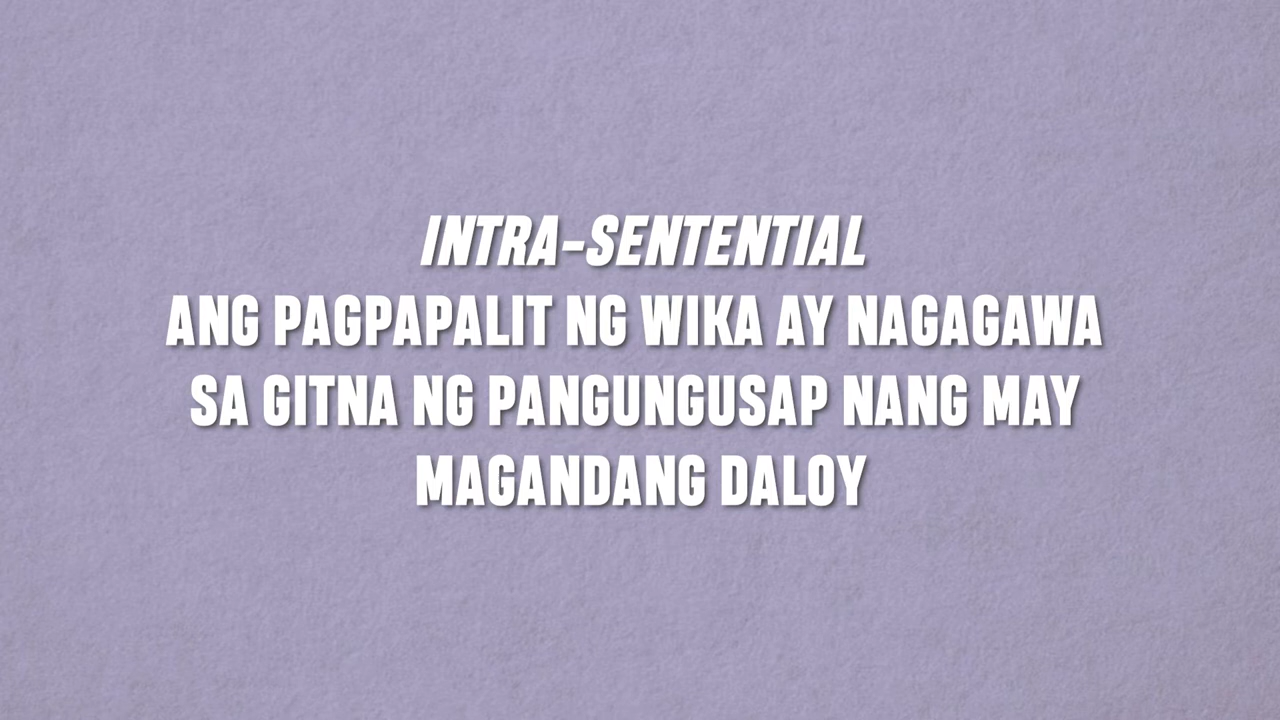 INTRA-SENTENTIAL
ANG PAGPAPALIT NG WIKA AY NAGAGAWA
SA GITNA NG PANGUNGUSAP NANG MAY
MAGANDANG DALOY